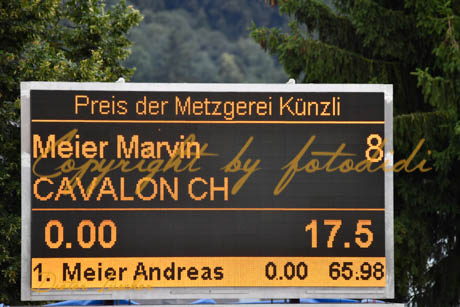 Preis der Metzgerei Künzli
Meier Marvin 8
Copyright by fotodidi
CAVALON CH
0.00 17.5
1. Meier Andreas 0.00 65.98